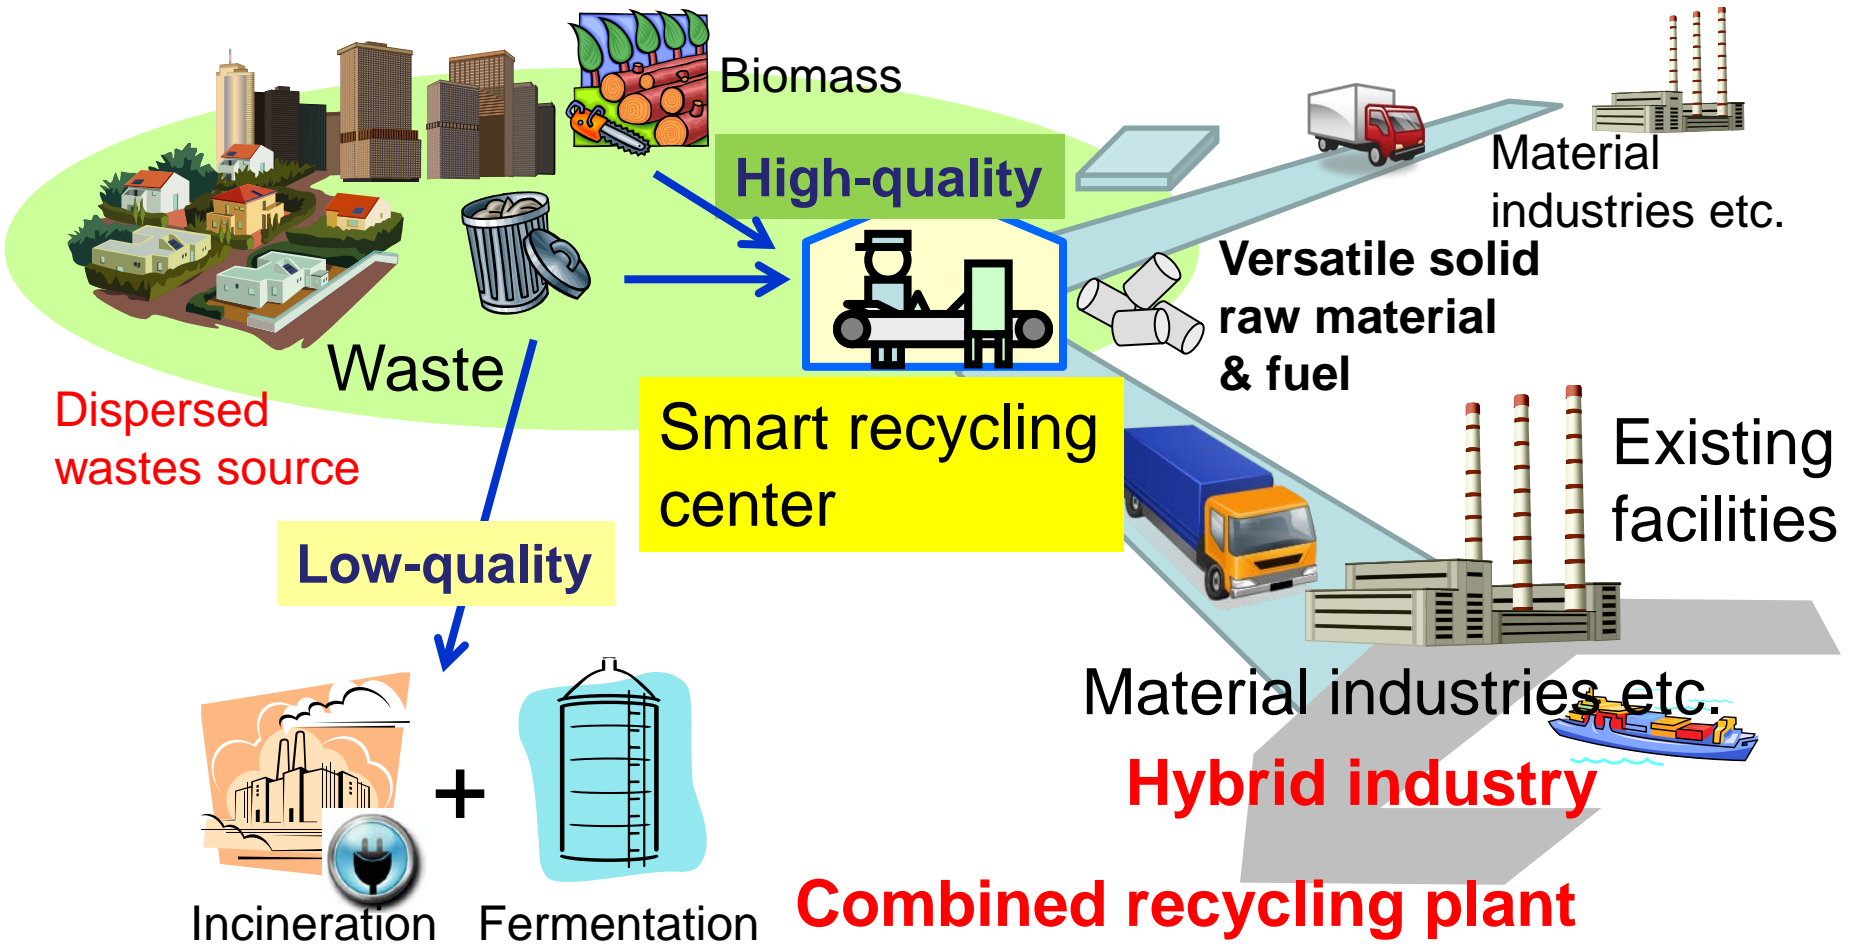 Biomass
High-quality
Material
industries etc.
Versatile solid
raw material
& fuel
Waste
Dispersed
wastes source
Smart recycling
center
Existing
facilities
Low-quality
Material industries etc.
Hybrid industry
+
Combined recycling plant
Incineration
Fermentation